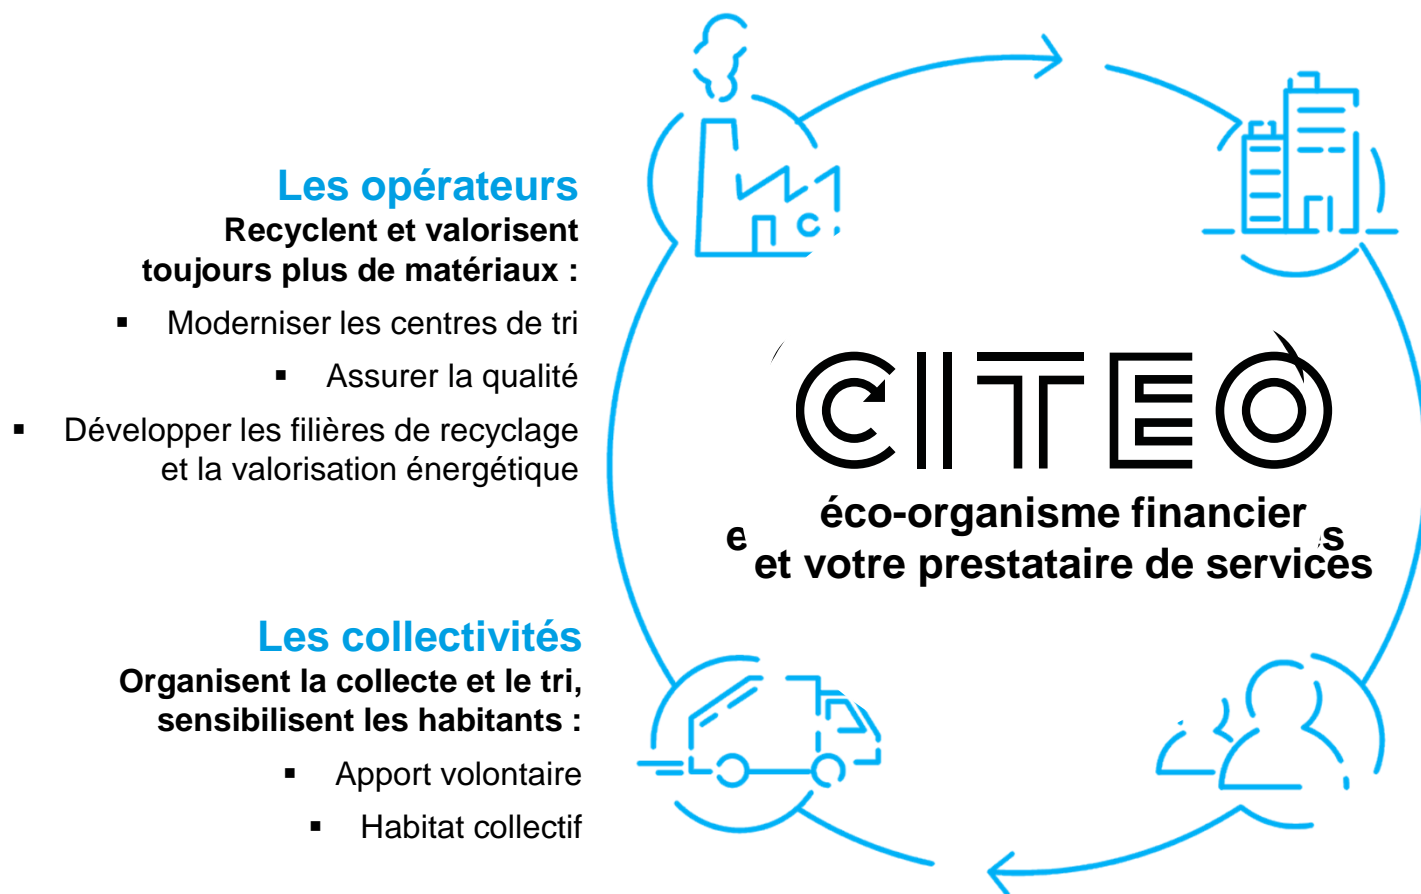 Les opérateurs
Recyclent et valorisent
toujours plus de matériaux :
▪ Moderniser les centres de tri
▪ Assurer la qualité
▪ Développer les filières de recyclage
et la valorisation énergétique
CITEO
éco-organisme financier
et votre prestataire de services
Les collectivités
Organisent la collecte et le tri,
sensibilisent les habitants :
▪ Apport volontaire
▪ Habitat collectif